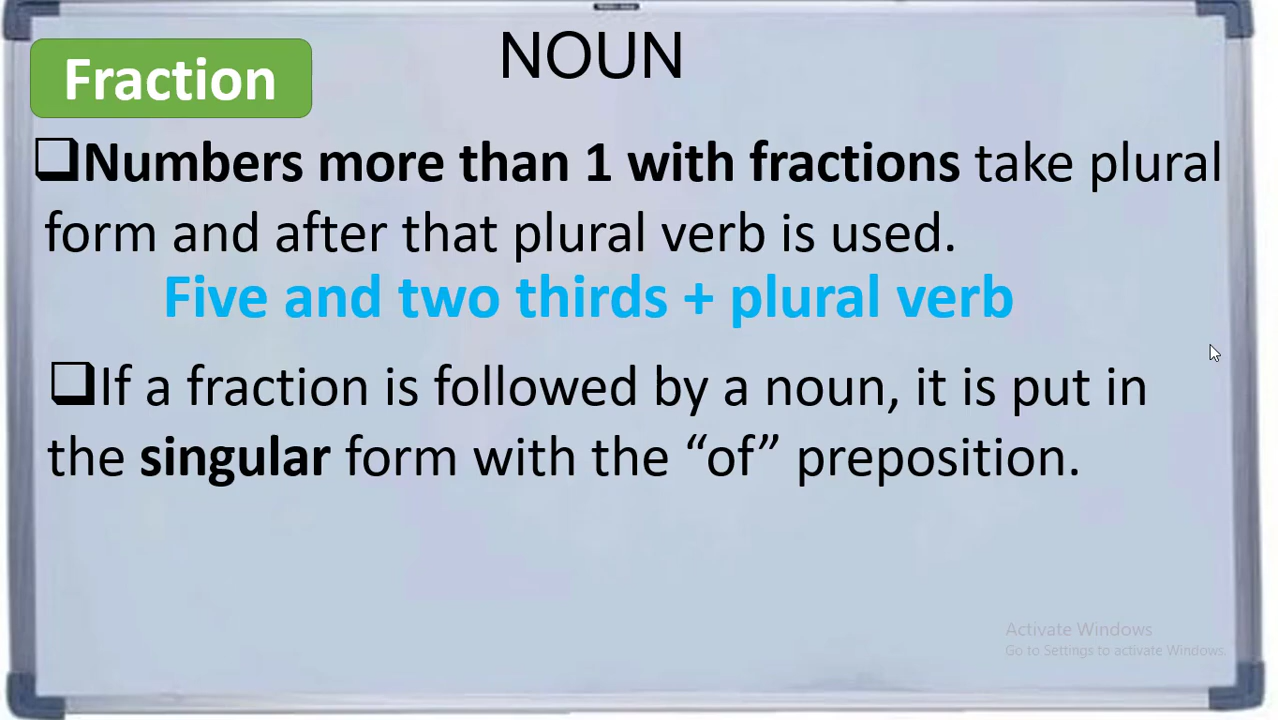 NOUN
Fraction
❑Numbers more than 1 with fractions take plural
form and after that plural verb is used.
Five and two thirds + plural verb
❑If a fraction is followed by a noun, it is put in
the singular form with the “of” preposition.
Activate Windows
Go to Settings to activate Windows.